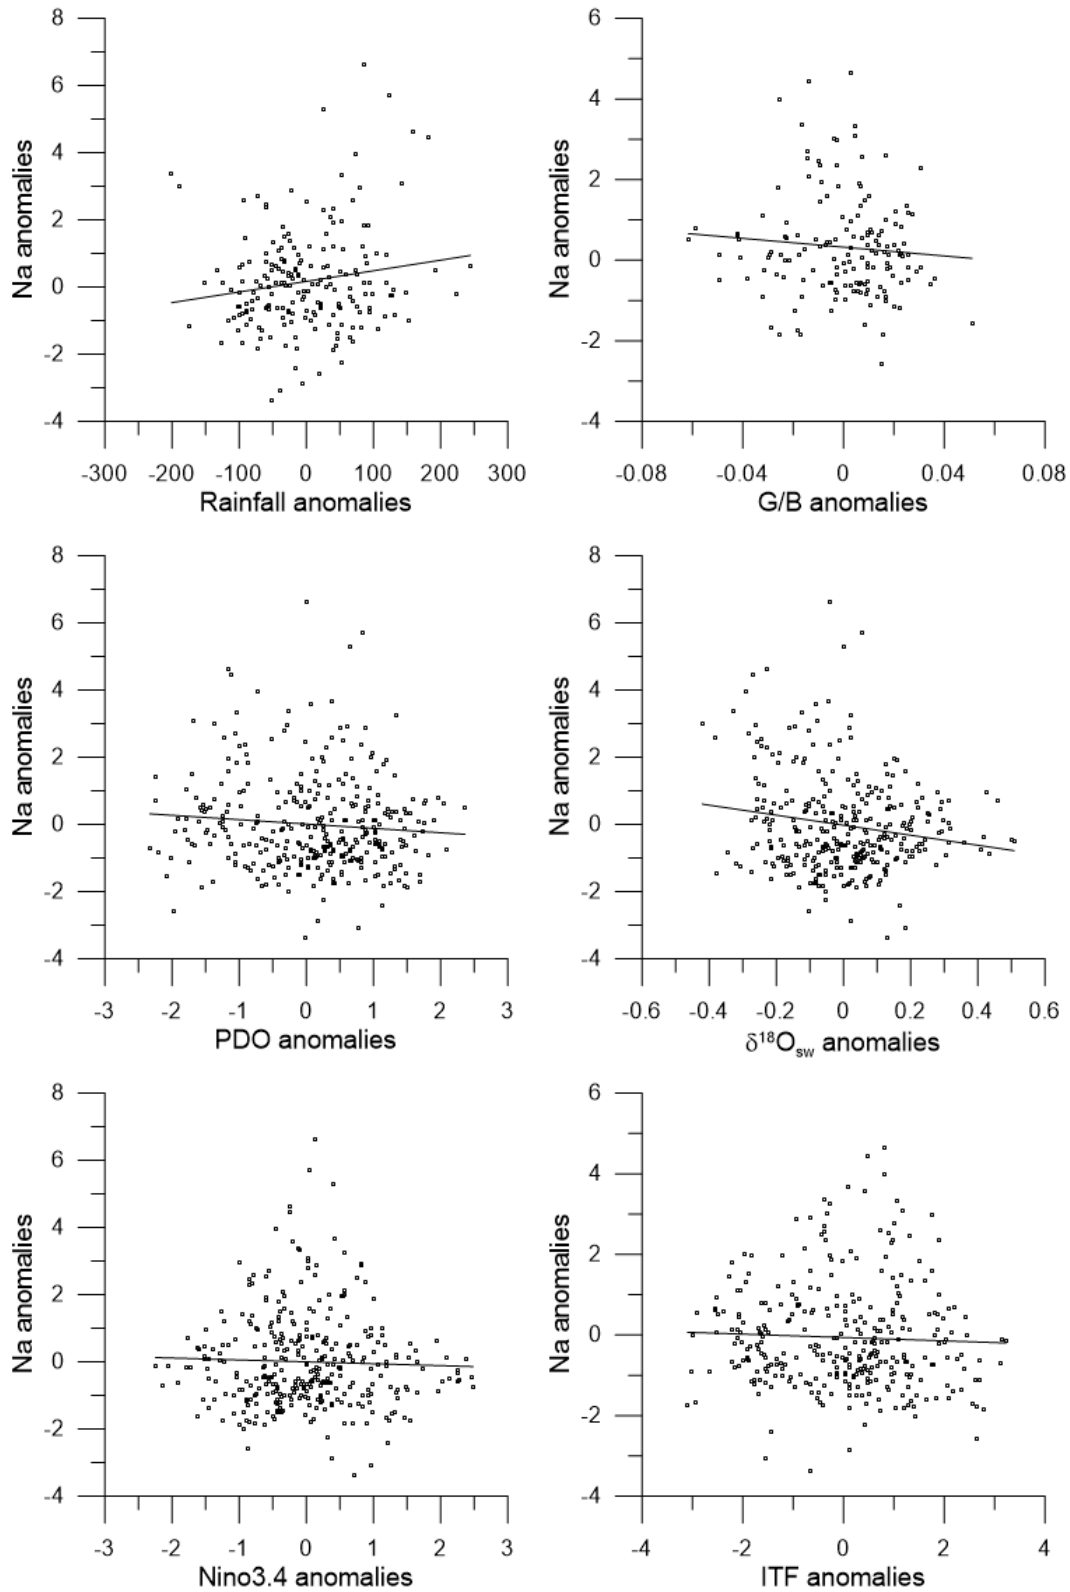 8
6
4
2
0
-2
-4
Na anomalies
-300 -200 -100 0 100 200 300
Rainfall anomalies
6
4
2
0
-2
-4
Na anomalies
-0.08 -0.04 0 0.04 0.08
G/B anomalies
8
6
4
2
0
-2
-4
Na anomalies
-3 -2 -1 0 1 2 3
PDO anomalies
8
6
4
2
0
-2
-4
Na anomalies
-0.6 -0.4 -0.2 0 0.2 0.4 0.6
δ¹⁸O_sw anomalies
8
6
4
2
0
-2
-4
Na anomalies
-3 -2 -1 0 1 2 3
Nino3.4 anomalies
6
4
2
0
-2
-4
Na anomalies
-4 -2 0 2 4
ITF anomalies